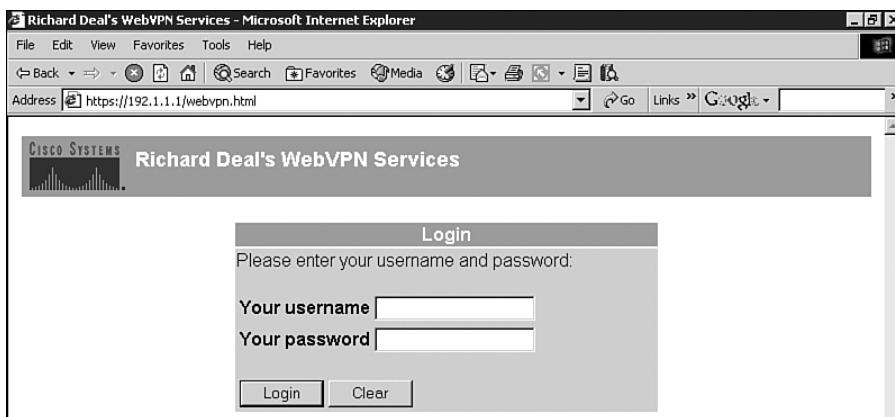 Richard Deal's WebVPN Services - Microsoft Internet Explorer
File Edit View Favorites Tools Help
Back Search Favorites Media
Address https://192.1.1.1/webvpn.html Go Links » Google
CISCO SYSTEMS Richard Deal's WebVPN Services
Login
Please enter your username and password:
Your username
Your password
Login Clear